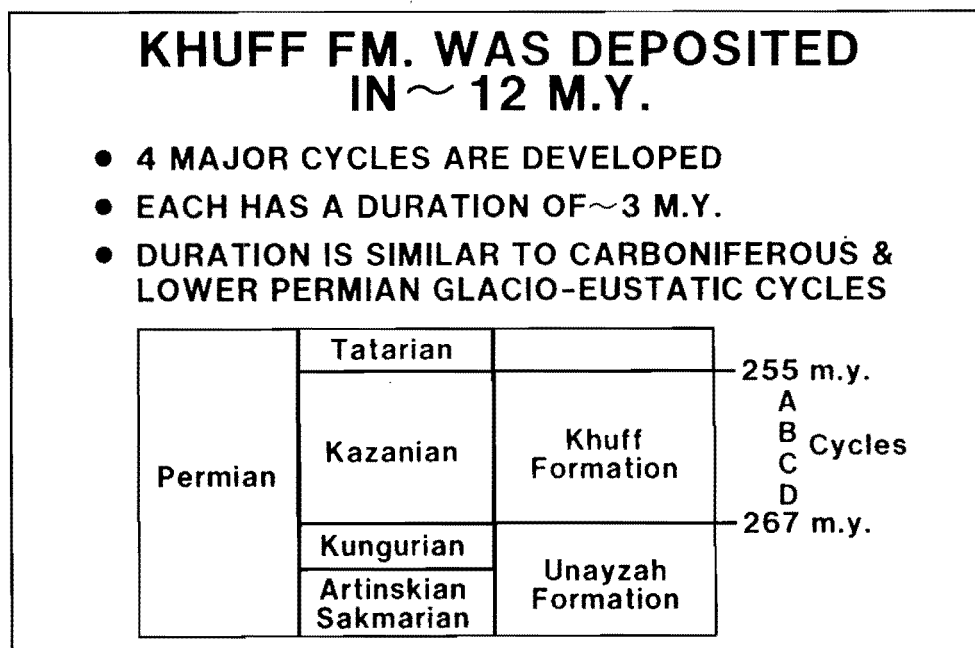 KHUFF FM. WAS DEPOSITED
IN ~ 12 M.Y.
● 4 MAJOR CYCLES ARE DEVELOPED
● EACH HAS A DURATION OF ~3 M.Y.
● DURATION IS SIMILAR TO CARBONIFEROUS &
LOWER PERMIAN GLACIO-EUSTATIC CYCLES
Permian
Tatarian
Kazanian
Kungurian
Artinskian
Sakmarian
Khuff
Formation
Unayzah
Formation
255 m.y.
A
B
C
D
Cycles
267 m.y.